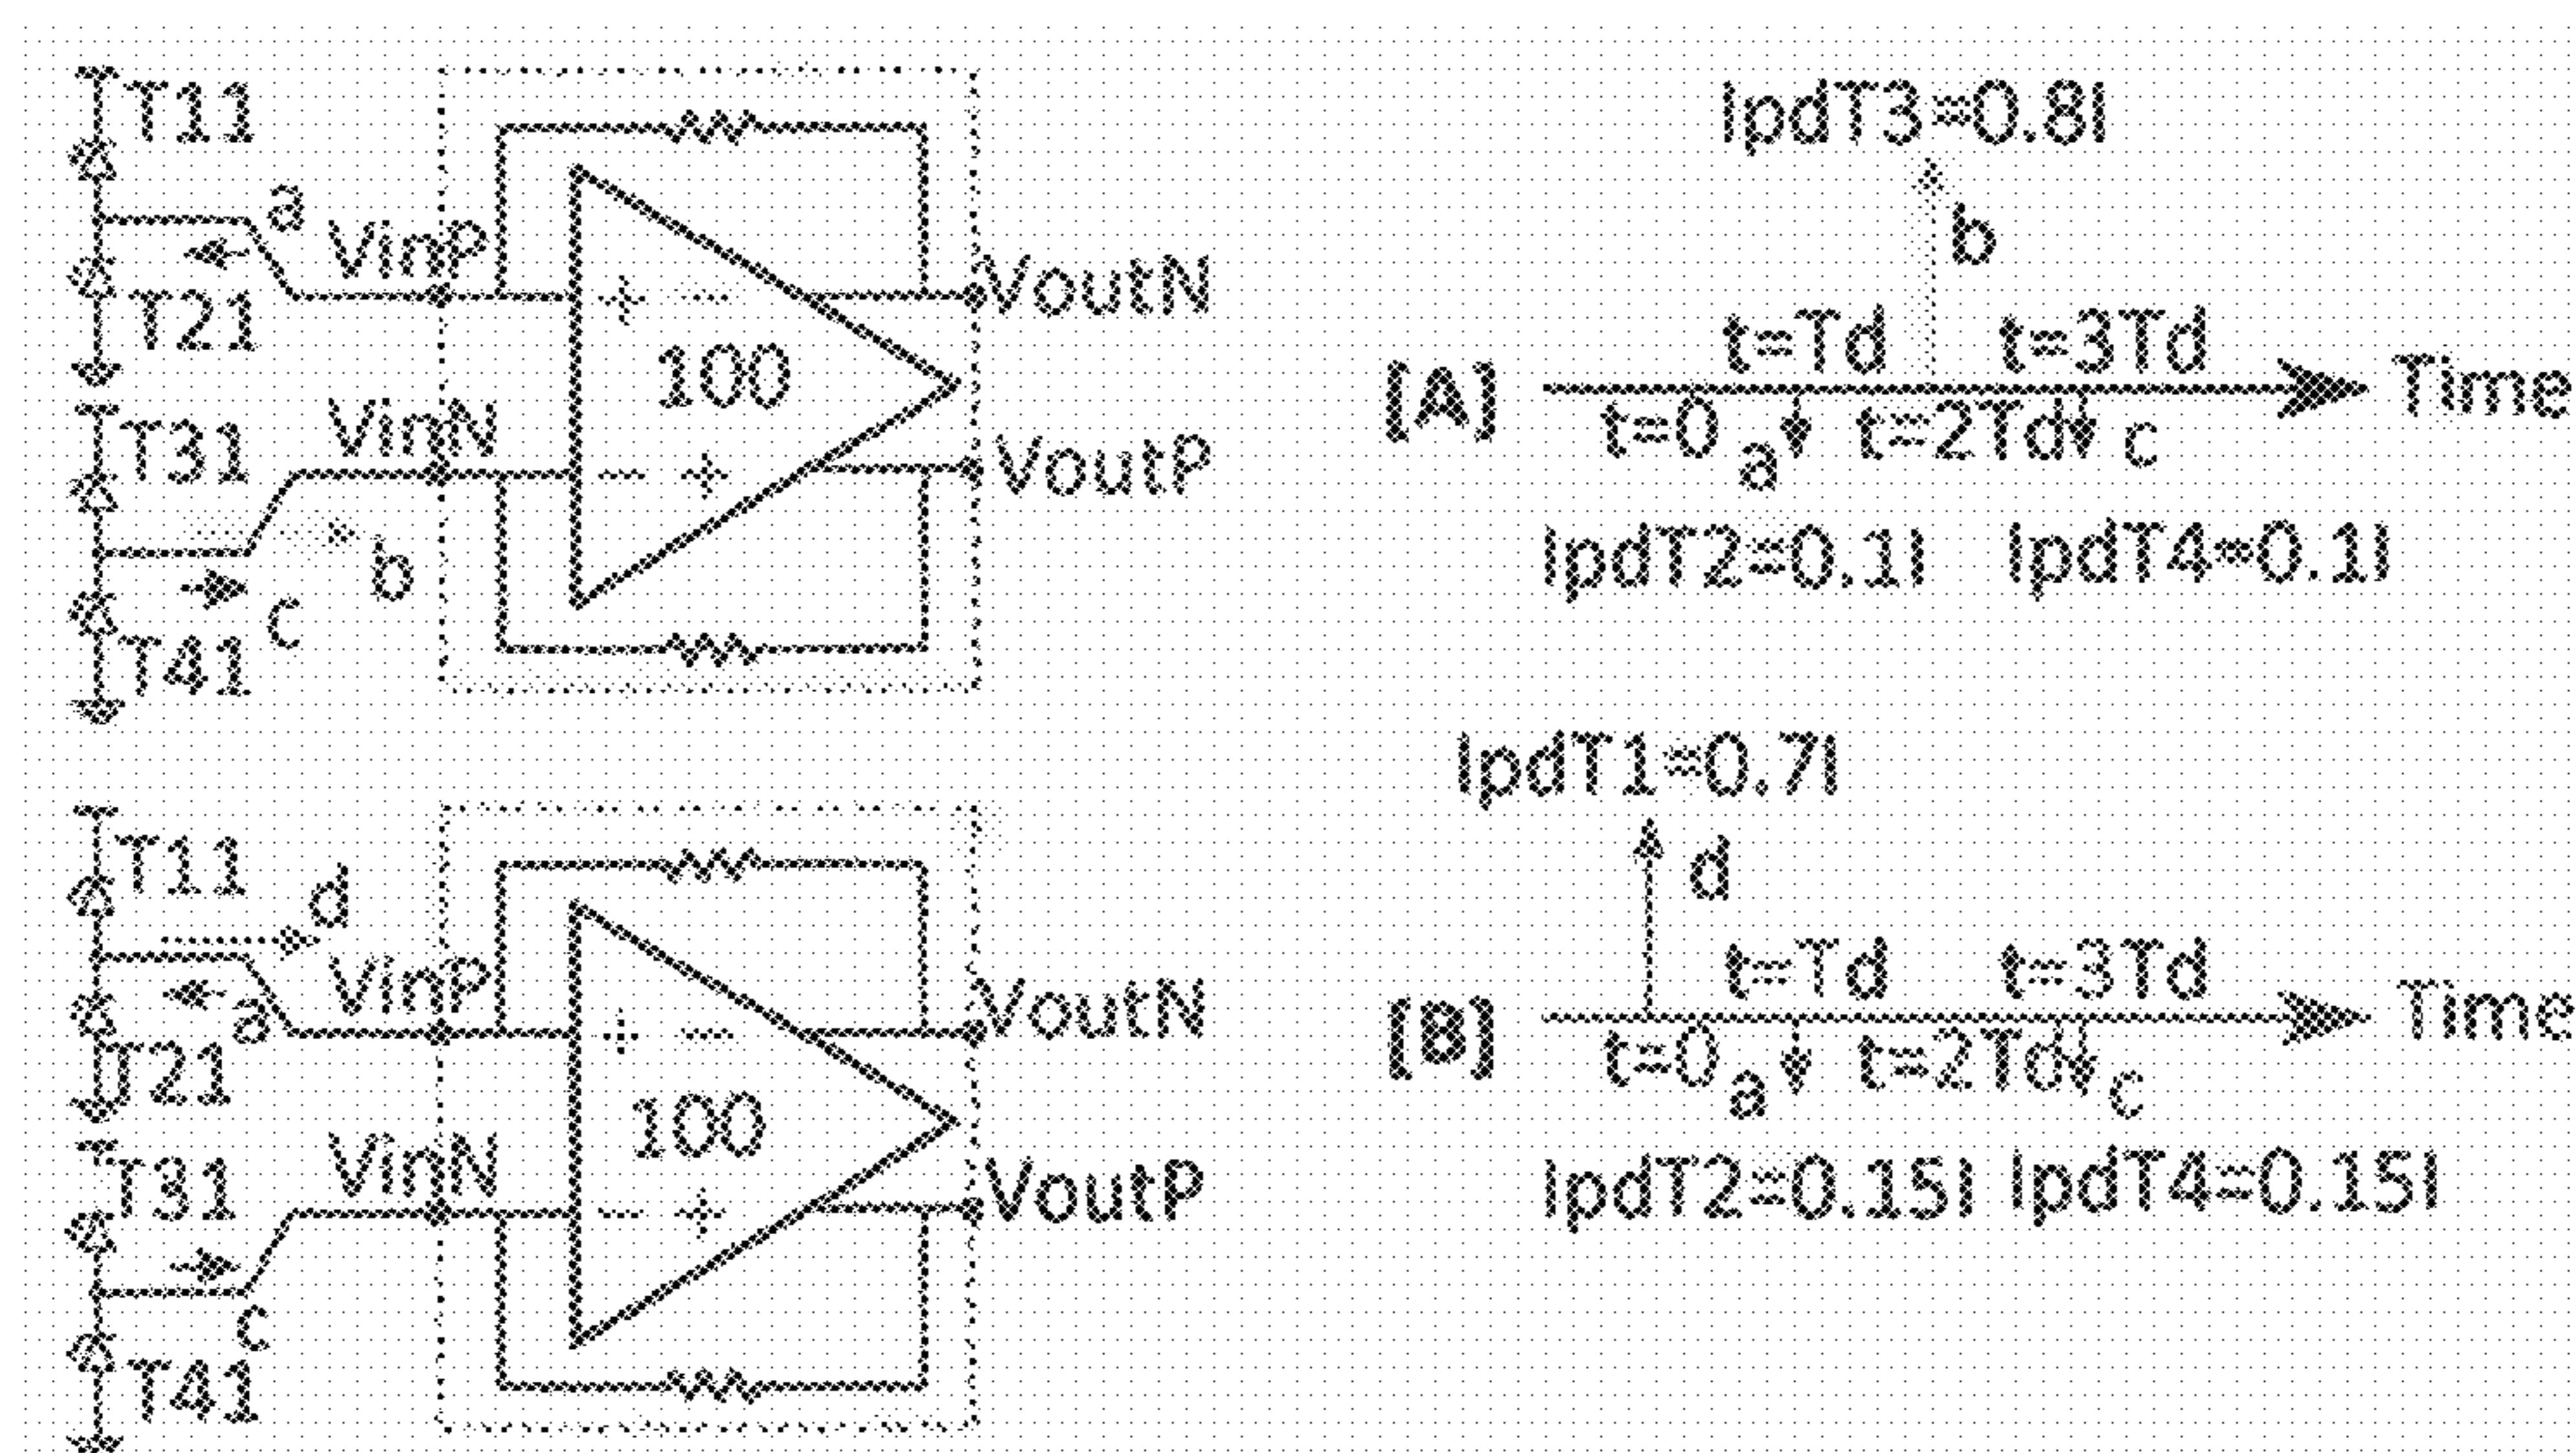 T11
a
VinP
T21
+ -
VoutN
100
T31
VinN
- +
VoutP
b
c
T41
IpdT3=0.8I
b
t=Td t=3Td
[A] Time
t=0 a t=2Td c
IpdT2=0.1I IpdT4=0.1I
T11
d
VinP
a
T21
+ -
VoutN
100
T31
VinN
- +
VoutP
c
T41
IpdT1=0.7I
d
t=Td t=3Td
[B] Time
t=0 a t=2Td c
IpdT2=0.15I IpdT4=0.15I